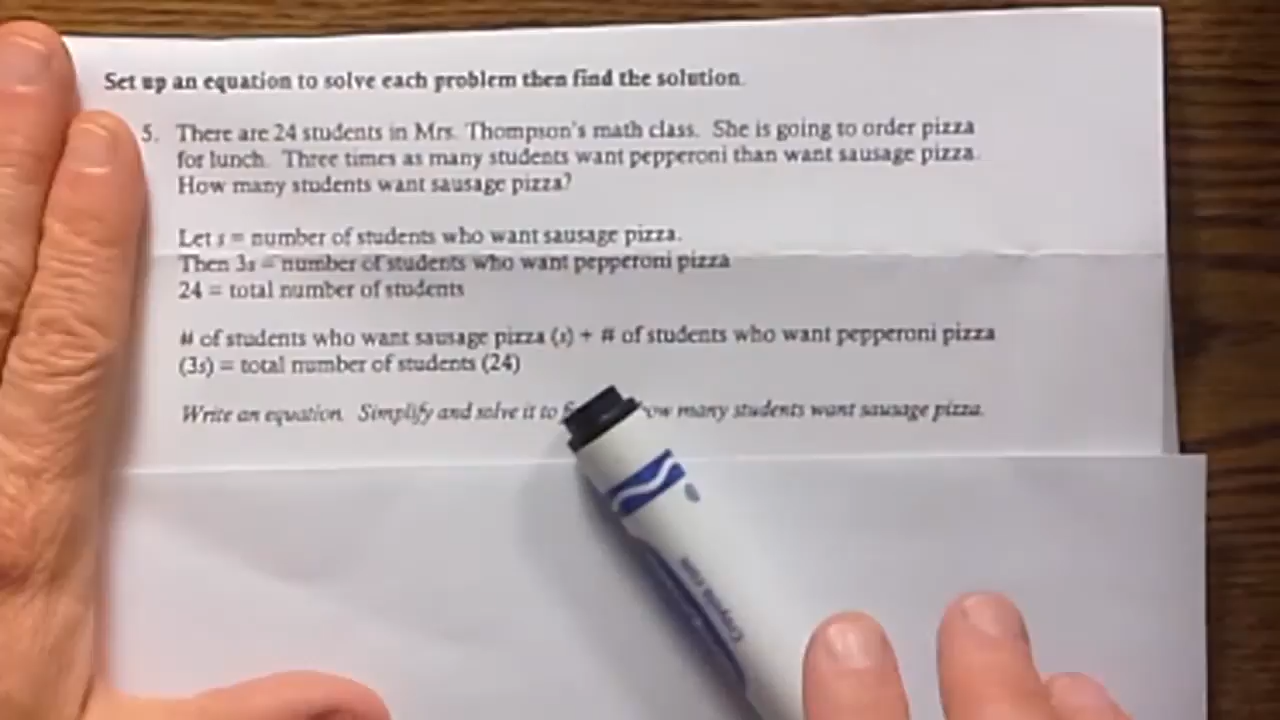 Set up an equation to solve each problem then find the solution.
5. There are 24 students in Mrs. Thompson's math class. She is going to order pizza
for lunch. Three times as many students want pepperoni than want sausage pizza.
How many students want sausage pizza?
Let s = number of students who want sausage pizza.
Then 3s = number of students who want pepperoni pizza
24 = total number of students
# of students who want sausage pizza (s) + # of students who want pepperoni pizza
(3s) = total number of students (24)
Write an equation. Simplify and solve it to many students want sausage pizza.
Crayola.com